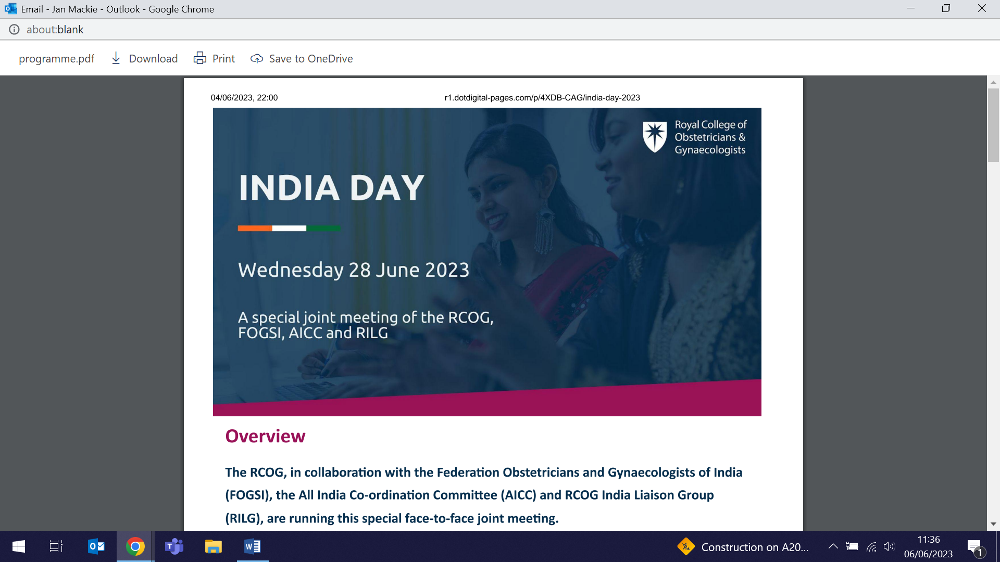 Email - Jan Mackie - Outlook - Google Chrome
about:blank
programme.pdf Download Print Save to OneDrive
04/06/2023, 22:00 r1.dotdigital-pages.com/p/4XDB-CAG/india-day-2023
Royal College of
Obstetricians &
Gynaecologists
INDIA DAY
Wednesday 28 June 2023
A special joint meeting of the RCOG,
FOGSI, AICC and RILG
Overview
The RCOG, in collaboration with the Federation Obstetricians and Gynaecologists of India
(FOGSI), the All India Co-ordination Committee (AICC) and RCOG India Liaison Group
(RILG), are running this special face-to-face joint meeting.
Construction on A20...
11:36
06/06/2023
1